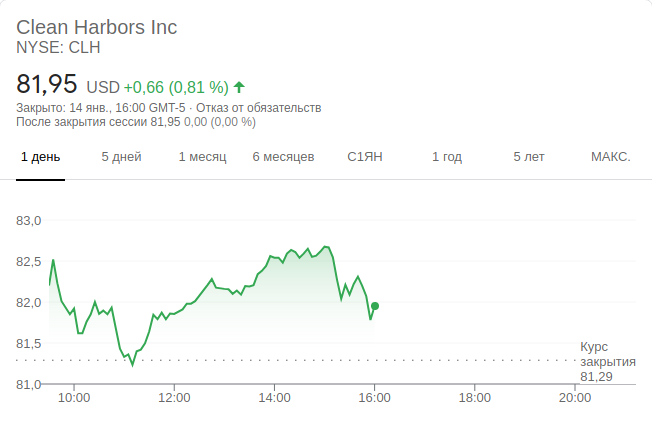 Clean Harbors Inc
NYSE: CLH
81,95 USD +0,66 (0,81 %)
Закрыто: 14 янв., 16:00 GMT-5 · Отказ от обязательств
После закрытия сессии 81,95 0,00 (0,00 %)
1 день 5 дней 1 месяц 6 месяцев С1ЯН 1 год 5 лет МАКС.
83,0
82,5
82,0
81,5
Курс
закрытия
81,29
81,0
10:00 12:00 14:00 16:00 18:00 20:00